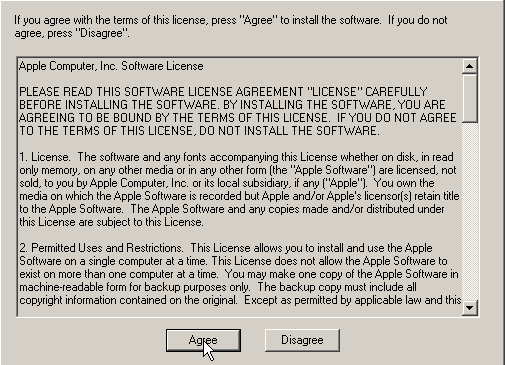 If you agree with the terms of this license, press "Agree" to install the software.  If you do not
agree, press "Disagree".
Apple Computer, Inc. Software License
PLEASE READ THIS SOFTWARE LICENSE AGREEMENT "LICENSE" CAREFULLY
BEFORE INSTALLING THE SOFTWARE. BY INSTALLING THE SOFTWARE, YOU ARE
AGREEING TO BE BOUND BY THE TERMS OF THIS LICENSE.  IF YOU DO NOT AGREE
TO THE TERMS OF THIS LICENSE, DO NOT INSTALL THE SOFTWARE.
1. License.  The software and any fonts accompanying this License whether on disk, in read
only memory, on any other media or in any other form (the "Apple Software") are licensed, not
sold, to you by Apple Computer, Inc. or its local subsidiary, if any ("Apple").  You own the
media on which the Apple Software is recorded but Apple and/or Apple's licensor(s) retain title
to the Apple Software.  The Apple Software and any copies made and/or distributed under
this License are subject to this License.
2. Permitted Uses and Restrictions.  This License allows you to install and use the Apple
Software on a single computer at a time. This License does not allow the Apple Software to
exist on more than one computer at a time.  You may make one copy of the Apple Software in
machine-readable form for backup purposes only.  The backup copy must include all
copyright information contained on the original.  Except as permitted by applicable law and this
Agree
Disagree